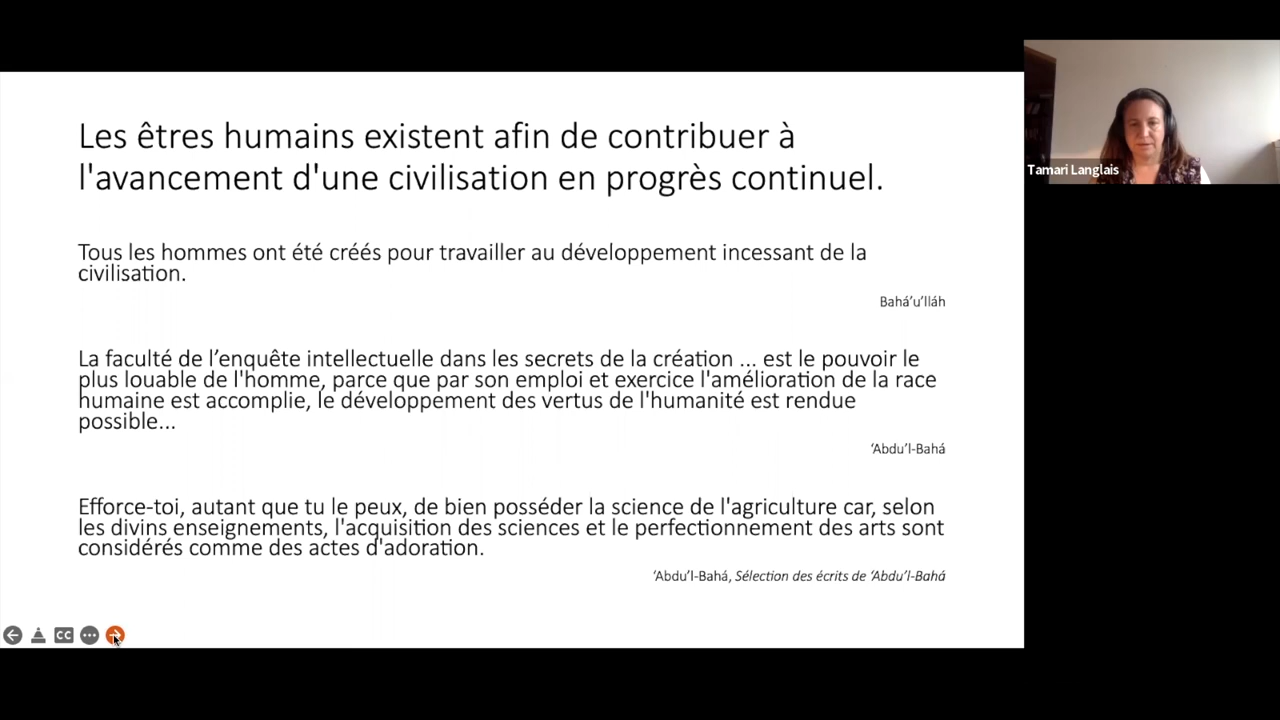 Les êtres humains existent afin de contribuer à
l'avancement d'une civilisation en progrès continuel.
Tous les hommes ont été créés pour travailler au développement incessant de la
civilisation.
Bahá’u’lláh
La faculté de l’enquête intellectuelle dans les secrets de la création ... est le pouvoir le
plus louable de l'homme, parce que par son emploi et exercice l'amélioration de la race
humaine est accomplie, le développement des vertus de l'humanité est rendue
possible...
‘Abdu’l-Bahá
Efforce-toi, autant que tu le peux, de bien posséder la science de l'agriculture car, selon
les divins enseignements, l'acquisition des sciences et le perfectionnement des arts sont
considérés comme des actes d'adoration.
‘Abdu’l-Bahá, Sélection des écrits de ‘Abdu’l-Bahá
CC
Tamari Langlais